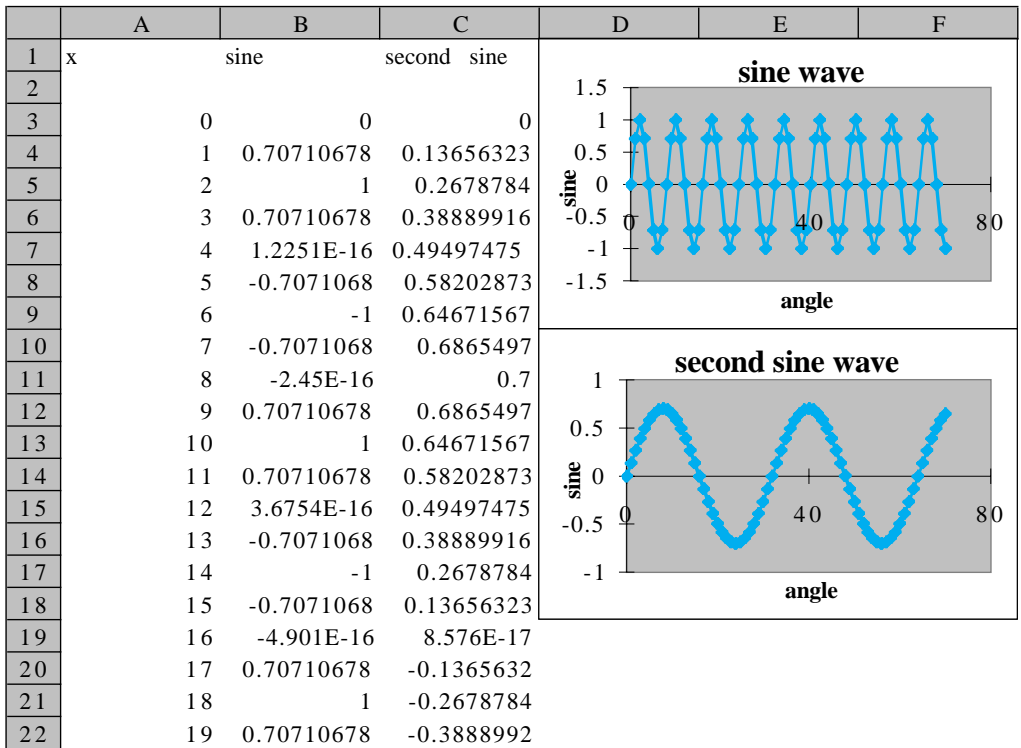 A B C D E F
1 x sine second sine
2
3 0 0 0
4 1 0.70710678 0.13656323
5 2 1 0.2678784
6 3 0.70710678 0.38889916
7 4 1.2251E-16 0.49497475
8 5 -0.7071068 0.58202873
9 6 -1 0.64671567
10 7 -0.7071068 0.6865497
11 8 -2.45E-16 0.7
12 9 0.70710678 0.6865497
13 10 1 0.64671567
14 11 0.70710678 0.58202873
15 12 3.6754E-16 0.49497475
16 13 -0.7071068 0.38889916
17 14 -1 0.2678784
18 15 -0.7071068 0.13656323
19 16 -4.901E-16 8.576E-17
20 17 0.70710678 -0.1365632
21 18 1 -0.2678784
22 19 0.70710678 -0.3888992
sine wave
1.5
1
0.5
0
-0.5
-1
-1.5
sine
0 40 80
angle
second sine wave
1
0.5
0
-0.5
-1
sine
0 40 80
angle